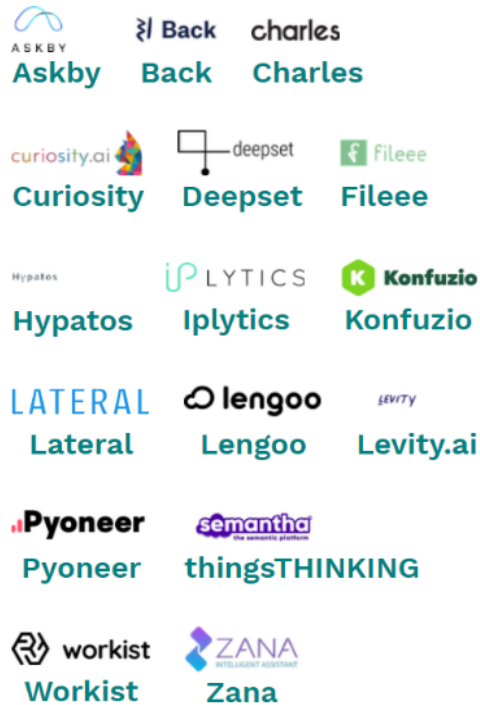 ASKBY Back charles
Askby Back Charles
curiosity.ai deepset fileee
Curiosity Deepset Fileee
Hypatos iPLYTICS Konfuzio
Hypatos Iplytics Konfuzio
LATERAL lengoo LEVITY
Lateral Lengoo Levity.ai
Pyoneer semantha
the semantic platform
Pyoneer thingsTHINKING
workist ZANA
INTELLIGENT ASSISTANT
Workist Zana